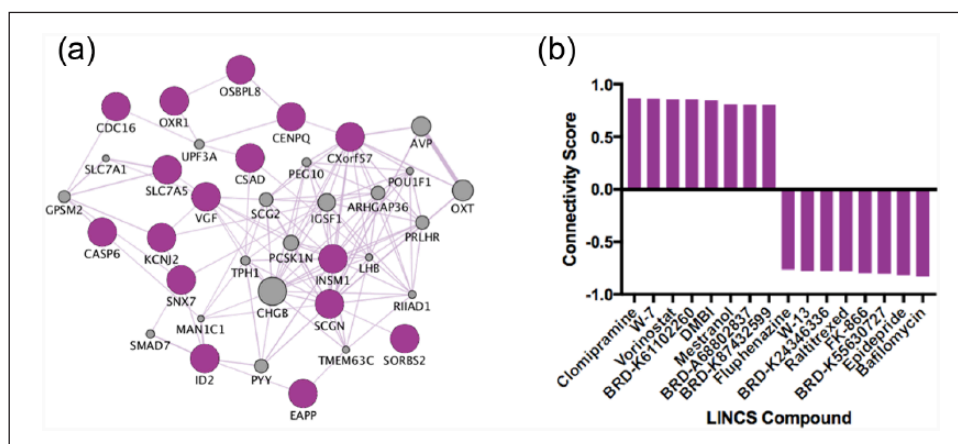 (a)
OSBPL8
OXR1
CDC16
CENPQ
UPF3A
CXorf57
AVP
SLC7A1
CSAD
PEG10
POU1F1
SLC7A5
GPSM2
VGF
SCG2
IGSF1
ARHGAP36
OXT
PRLHR
CASP6
KCNJ2
PCSK1N
TPH1
INSM1
LHB
SNX7
CHGB
RIIAD1
MAN1C1
SCGN
SMAD7
TMEM63C
SORBS2
ID2
PYY
EAPP
(b)
Connectivity Score
1.0
0.5
0.0
-0.5
-1.0
Clomipramine
W-7
Vorinostat
BRD-K61102760
DMBI
Mestranol
BRD-A68802837
BRD-K87432599
Fluphenazine
W-13
BRD-K24346336
Raltitrexed
FK-866
BRD-K55630727
Epidepride
Bafilomycin
LINCS Compound